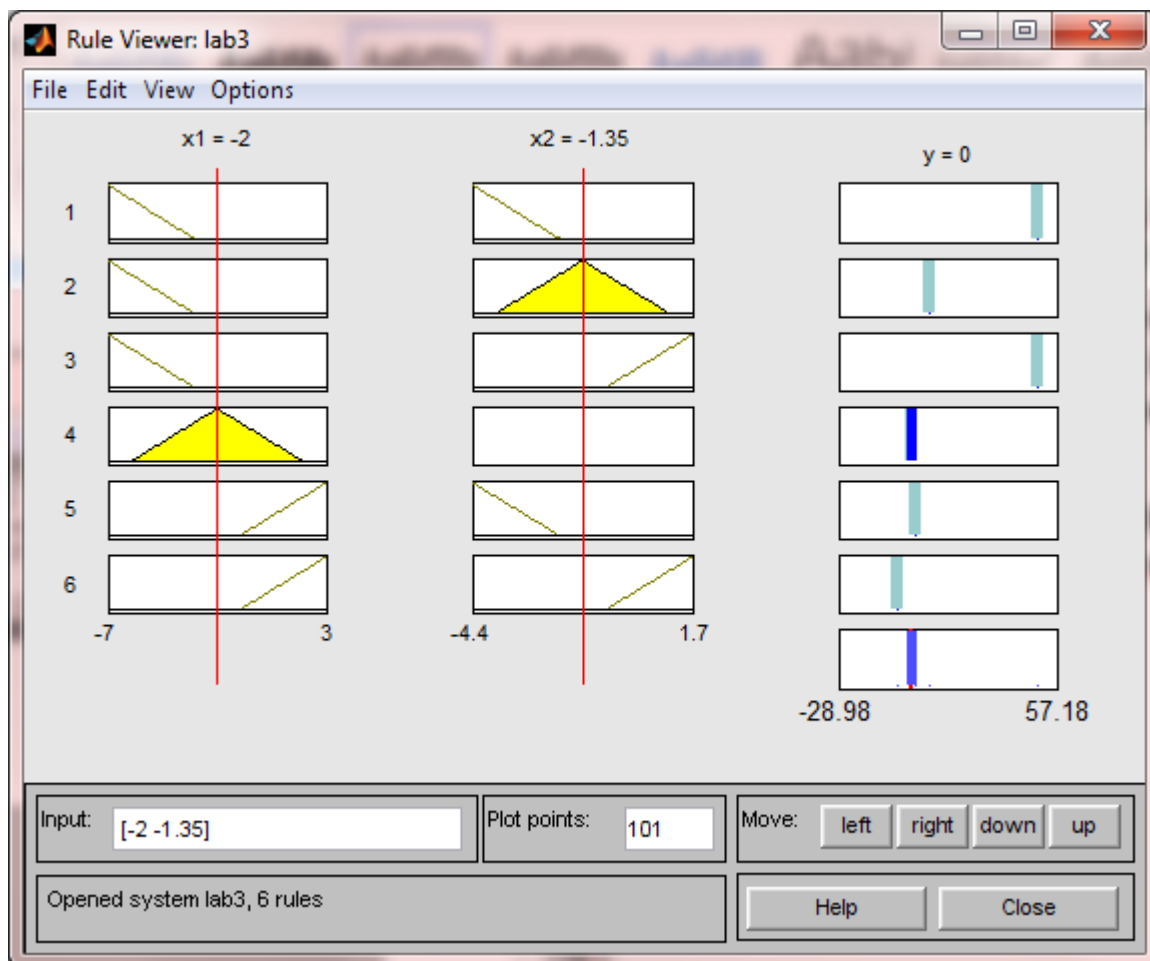 Rule Viewer: lab3
File Edit View Options
x1 = -2 x2 = -1.35 y = 0
1
2
3
4
5
6
-7 3 -4.4 1.7
-28.98 57.18
Input: [-2 -1.35] Plot points: 101 Move: left right down up
Opened system lab3, 6 rules Help Close